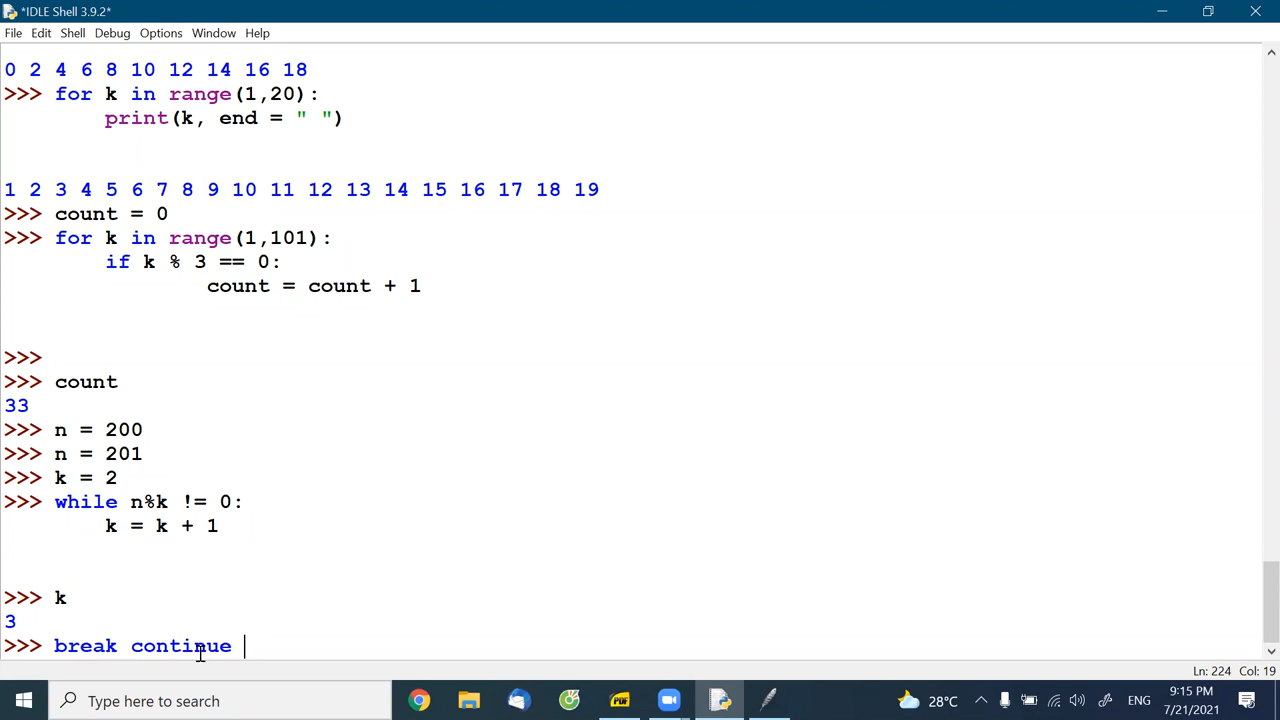 *IDLE Shell 3.9.2*
File Edit Shell Debug Options Window Help
0 2 4 6 8 10 12 14 16 18
>>> for k in range(1,20):
        print(k, end = " ")
1 2 3 4 5 6 7 8 9 10 11 12 13 14 15 16 17 18 19
>>> count = 0
>>> for k in range(1,101):
        if k % 3 == 0:
                count = count + 1
>>>
>>> count
33
>>> n = 200
>>> n = 201
>>> k = 2
>>> while n%k != 0:
        k = k + 1
>>> k
3
>>> break continue
Ln: 224 Col: 19
Type here to search
PDF
28°C
ENG
9:15 PM
7/21/2021